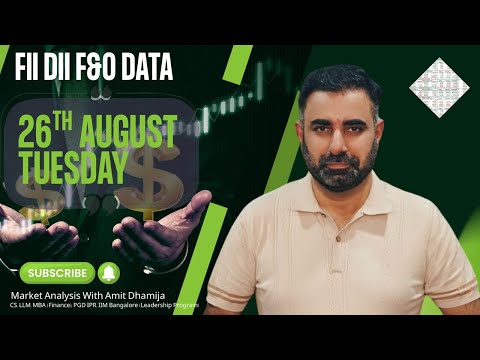 FII DII F&O DATA
26TH AUGUST
TUESDAY
SUBSCRIBE
Market Analysis With Amit Dhamija
CS, LLM, MBA (Finance), PGD IPR, IIM Bangalore (Leadership Program)